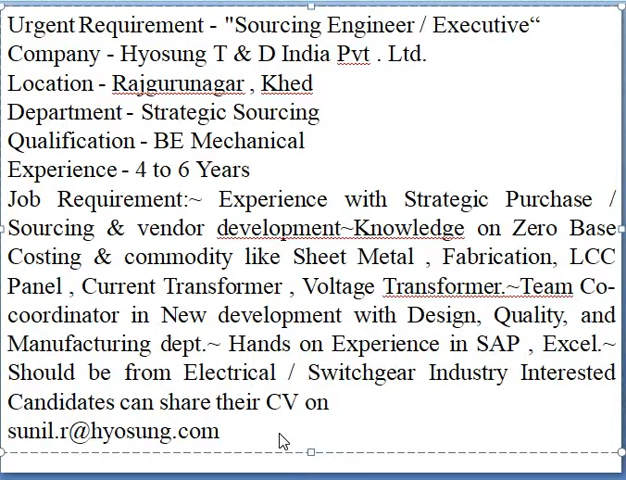 Urgent Requirement - "Sourcing Engineer / Executive“
Company - Hyosung T & D India Pvt . Ltd.
Location - Rajgurunagar , Khed
Department - Strategic Sourcing
Qualification - BE Mechanical
Experience - 4 to 6 Years
Job Requirement:~ Experience with Strategic Purchase /
Sourcing & vendor development~Knowledge on Zero Base
Costing & commodity like Sheet Metal , Fabrication, LCC
Panel , Current Transformer , Voltage Transformer.~Team Co-
coordinator in New development with Design, Quality, and
Manufacturing dept.~ Hands on Experience in SAP , Excel.~
Should be from Electrical / Switchgear Industry Interested
Candidates can share their CV on
sunil.r@hyosung.com